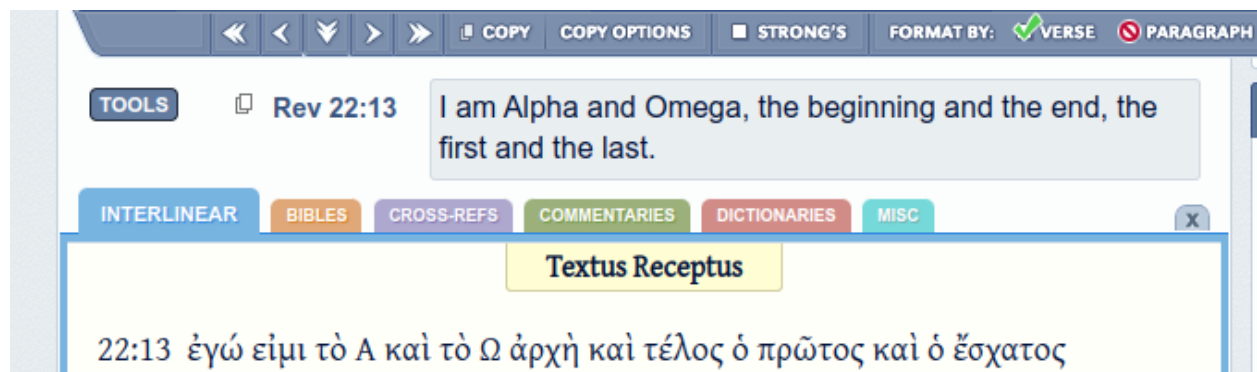 COPY COPY OPTIONS STRONG'S FORMAT BY: VERSE PARAGRAPH
TOOLS Rev 22:13 I am Alpha and Omega, the beginning and the end, the
first and the last.
INTERLINEAR BIBLES CROSS-REFS COMMENTARIES DICTIONARIES MISC X
Textus Receptus
22:13 ἐγώ εἰμι τὸ Α καὶ τὸ Ω ἀρχὴ καὶ τέλος ὁ πρῶτος καὶ ὁ ἔσχατος